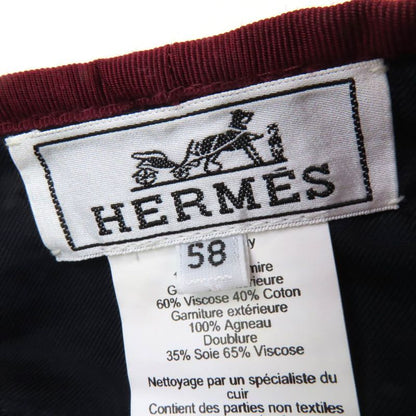 HERMÈS
58
60% Viscose 40% Coton
Garniture extérieure
100% Agneau
Doublure
35% Soie 65% Viscose
Nettoyage par un spécialiste du
cuir
Contient des parties non textiles